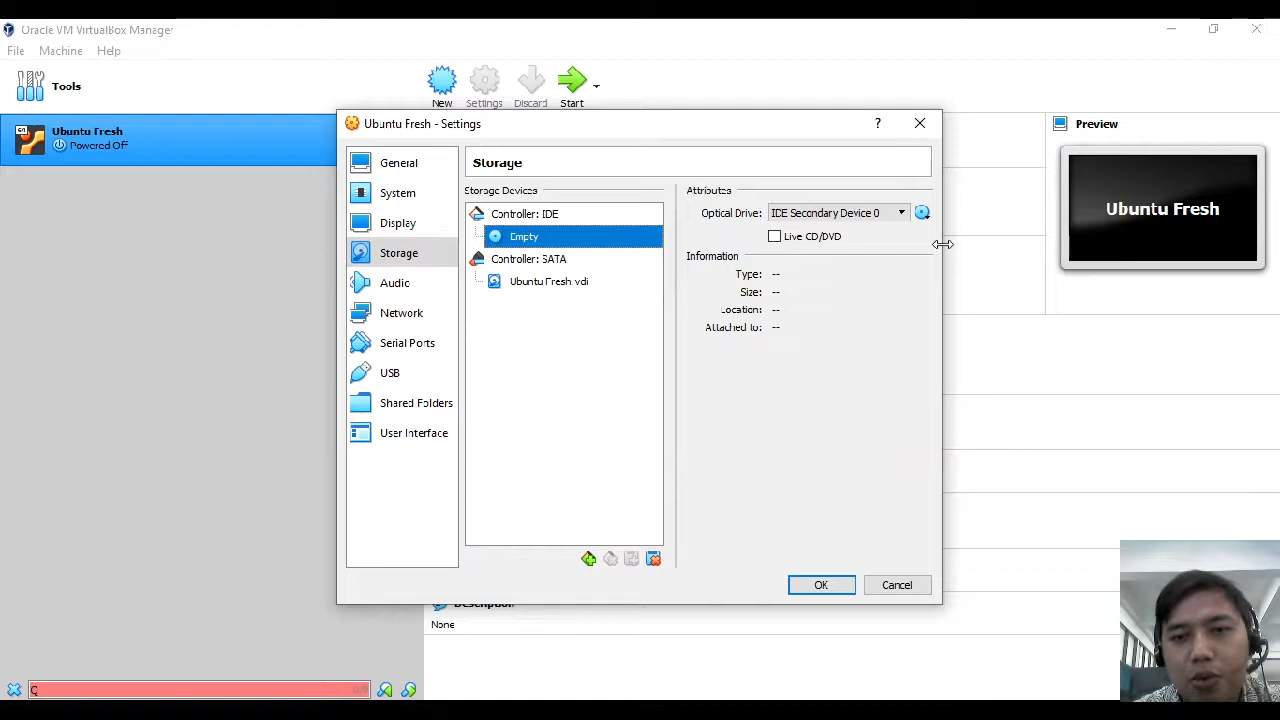 Oracle VM VirtualBox Manager
File Machine Help
Tools
New Settings Discard Start
Ubuntu Fresh
Powered Off
Ubuntu Fresh - Settings
?
General
System
Display
Storage
Audio
Network
Serial Ports
USB
Shared Folders
User Interface
Storage
Storage Devices
Controller: IDE
Empty
Controller: SATA
Ubuntu Fresh.vdi
Attributes
Optical Drive: IDE Secondary Device 0
Live CD/DVD
Information
Type: --
Size: --
Location: --
Attached to: --
OK Cancel
Preview
Ubuntu Fresh
Description
None